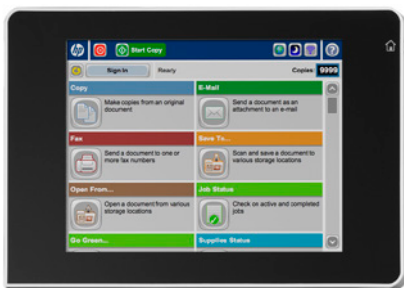 hp
Start Copy
Sign In
Ready
Copies:
9999
Copy
Make copies from an original
document
E-Mail
Send a document as an
attachment to an e-mail
Fax
Send a document to one or
more fax numbers
Save To...
Scan and save a document to
various storage locations
Open From...
Open a document from various
storage locations
Job Status
Check on active and completed
jobs
Go Green...
Supplies Status